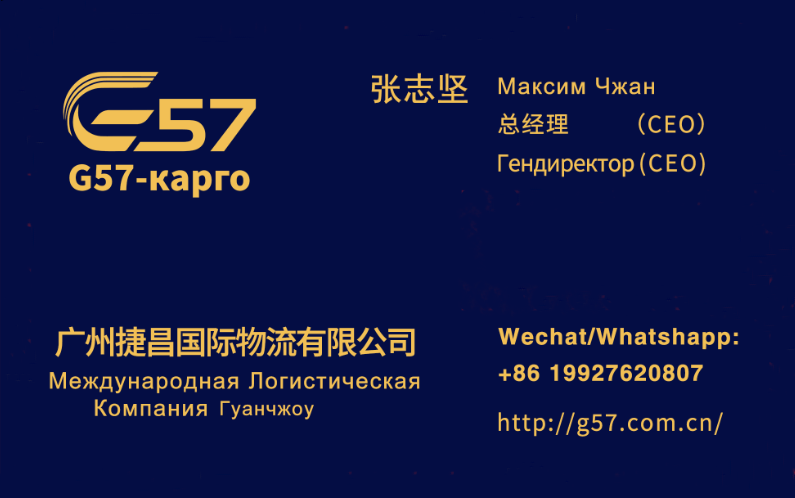 G57
G57-карго
张志坚
Максим Чжан
总经理 （CEO）
Гендиректор (CEO)
广州捷昌国际物流有限公司
Международная Логистическая
Компания Гуанчжоу
Wechat/Whatshapp:
+86 19927620807
http://g57.com.cn/